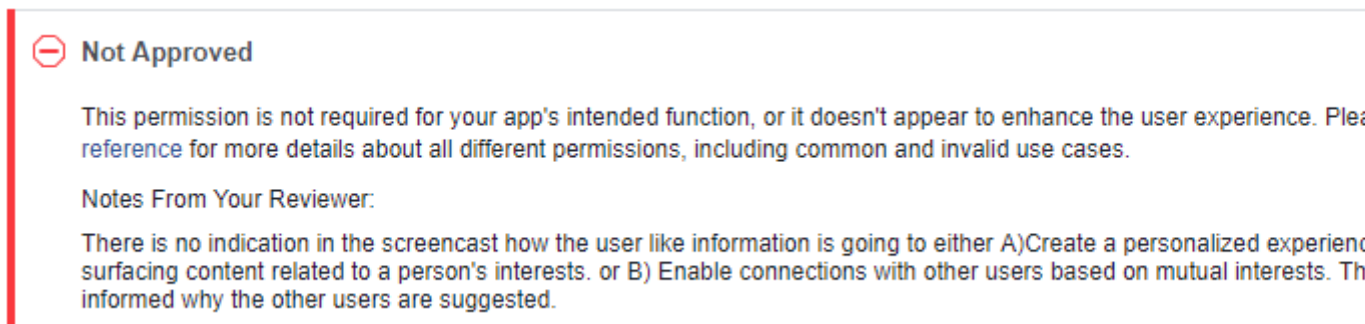 Not Approved
This permission is not required for your app's intended function, or it doesn't appear to enhance the user experience.
reference for more details about all different permissions, including common and invalid use cases.
Notes From Your Reviewer:
There is no indication in the screencast how the user like information is going to either A)Create a personalized
surfacing content related to a person's interests. or B) Enable connections with other users based on mutual interests.
informed why the other users are suggested.